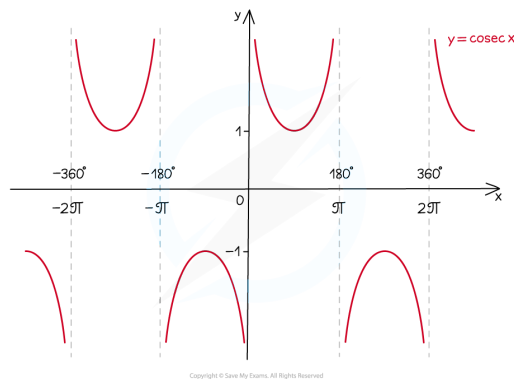 y
y = cosec x
1
-360° -180° 180° 360°
0 x
-2π -π π 2π
-1
Copyright © Save My Exams. All Rights Reserved